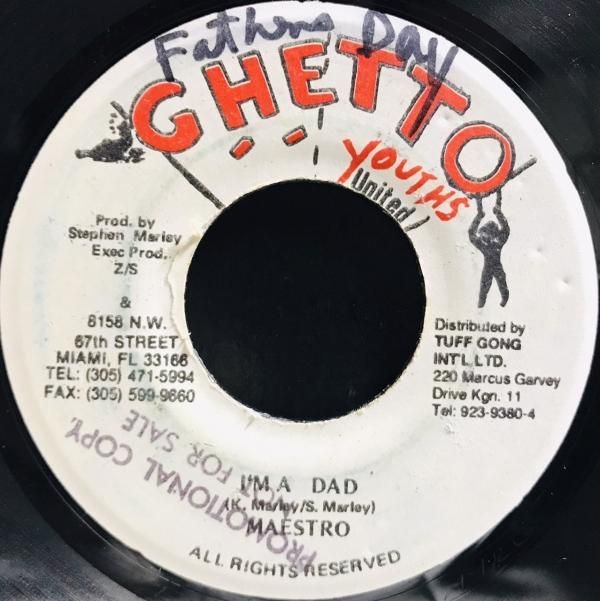 Fathers Day
GHETTO
YOUTHS
United
Prod. by
Stephen Marley
Exec Prod.
Z/S
&
8158 N.W.
67th STREET
MIAMI, FL 33166
TEL: (305) 471-5994
FAX: (305) 599-9660
Distributed by
TUFF GONG
INT'L LTD.
220 Marcus Garvey
Drive Kgn. 11
Tel: 923-9380-4
PROMOTIONAL COPY,
NOT FOR SALE
I'M A DAD
(K. Marley/S. Marley)
MAESTRO
ALL RIGHTS RESERVED